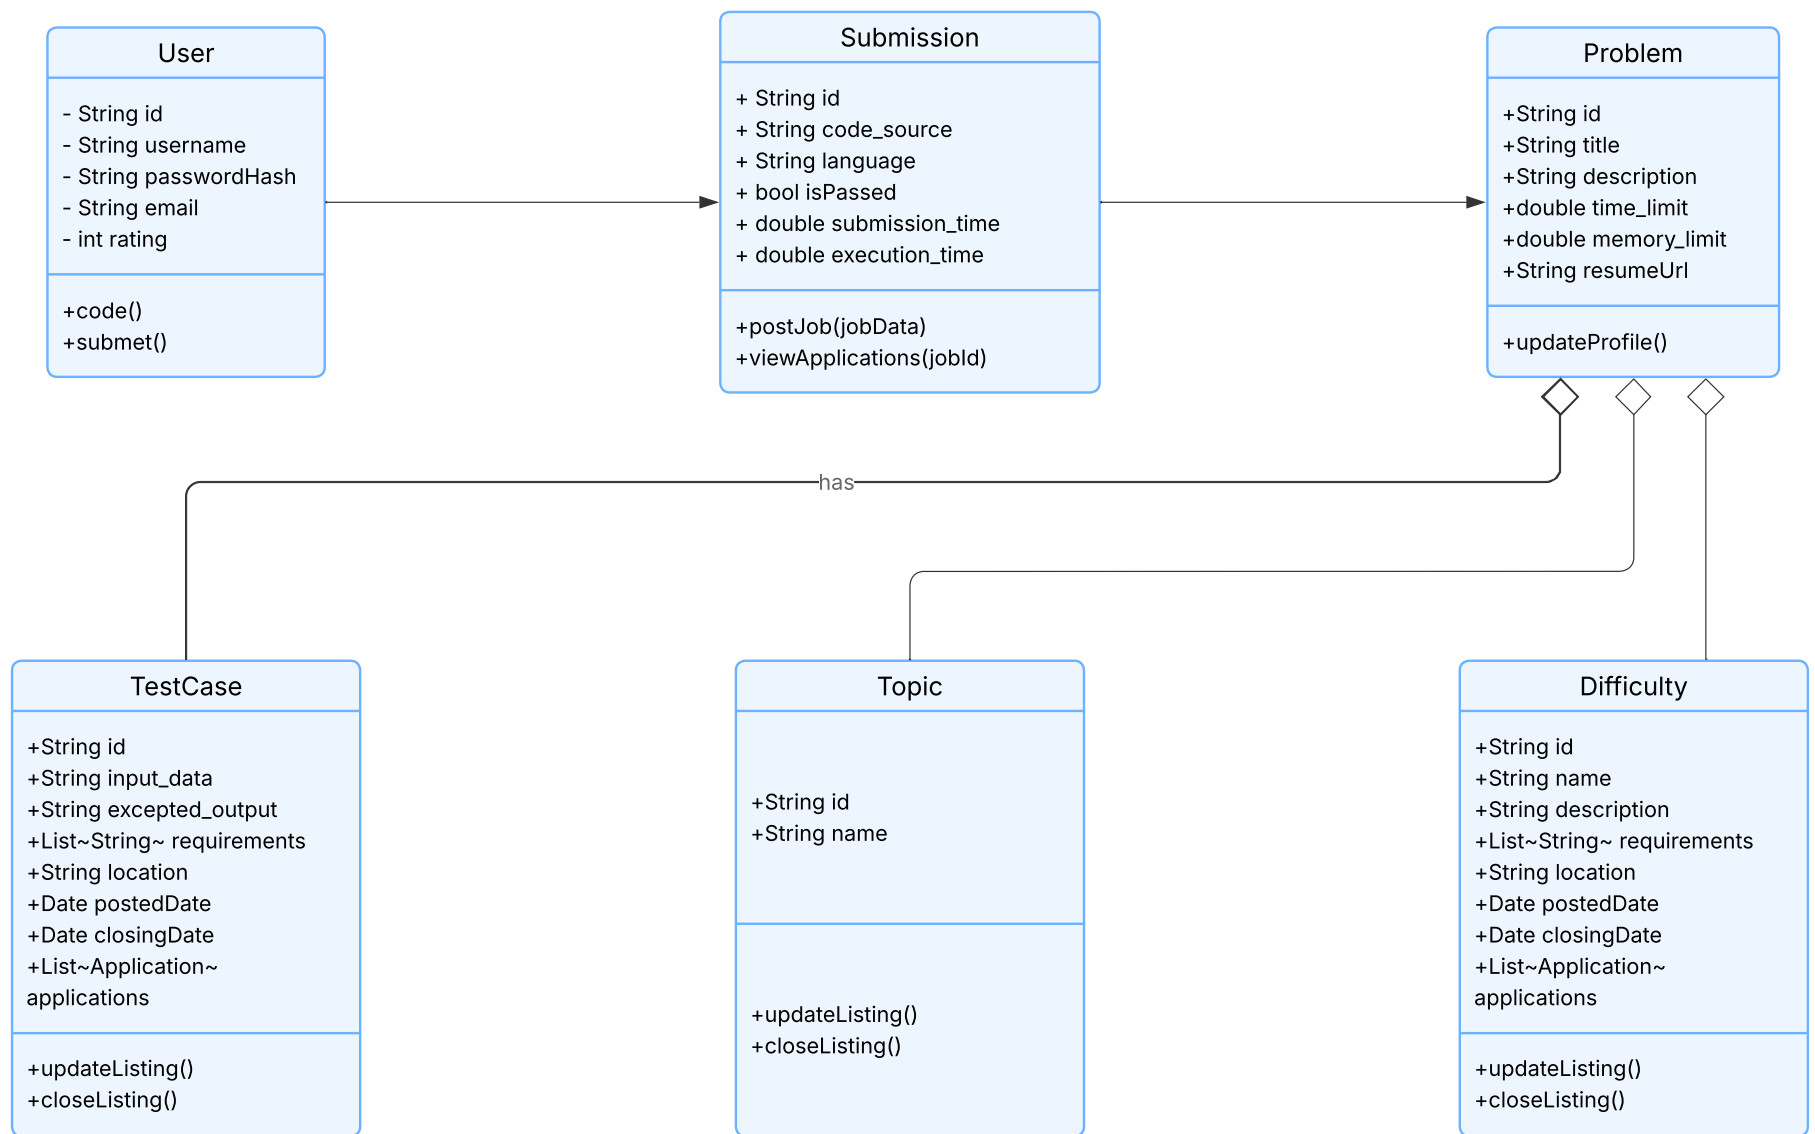 User
- String id
- String username
- String passwordHash
- String email
- int rating
+code()
+submet()
Submission
+ String id
+ String code_source
+ String language
+ bool isPassed
+ double submission_time
+ double execution_time
+postJob(jobData)
+viewApplications(jobId)
Problem
+String id
+String title
+String description
+double time_limit
+double memory_limit
+String resumeUrl
+updateProfile()
has
TestCase
+String id
+String input_data
+String excepted_output
+List~String~ requirements
+String location
+Date postedDate
+Date closingDate
+List~Application~
applications
+updateListing()
+closeListing()
Topic
+String id
+String name
+updateListing()
+closeListing()
Difficulty
+String id
+String name
+String description
+List~String~ requirements
+String location
+Date postedDate
+Date closingDate
+List~Application~
applications
+updateListing()
+closeListing()